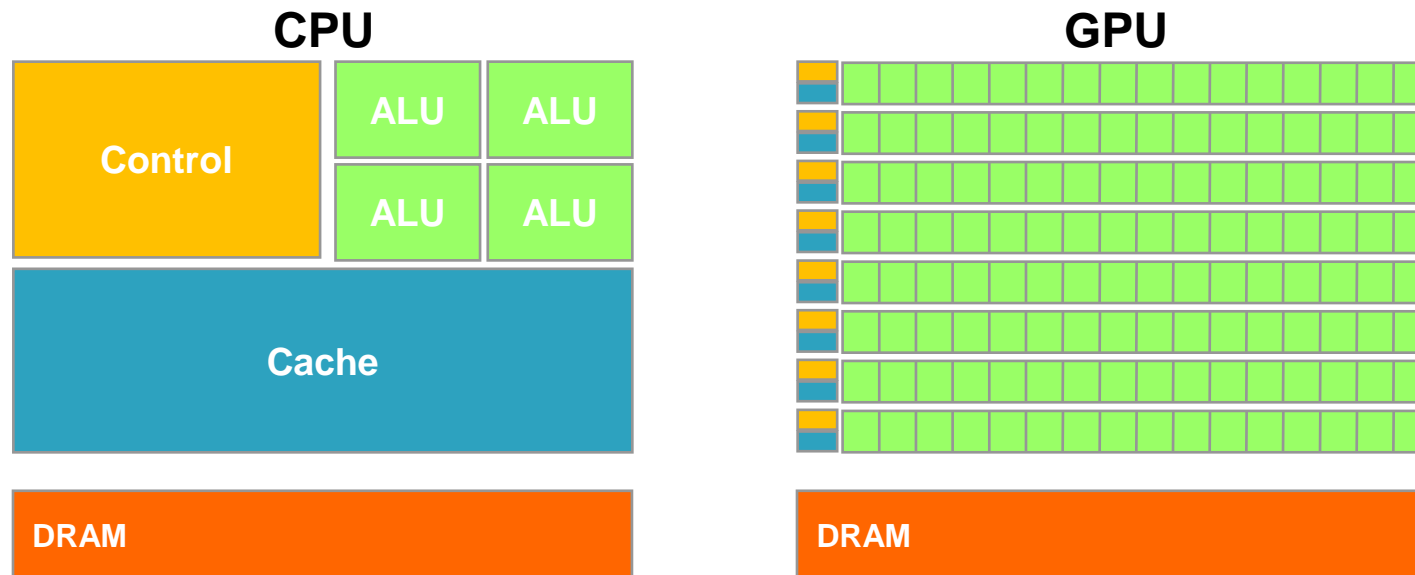 CPU
GPU
Control
ALU
ALU
ALU
ALU
Cache
DRAM
DRAM